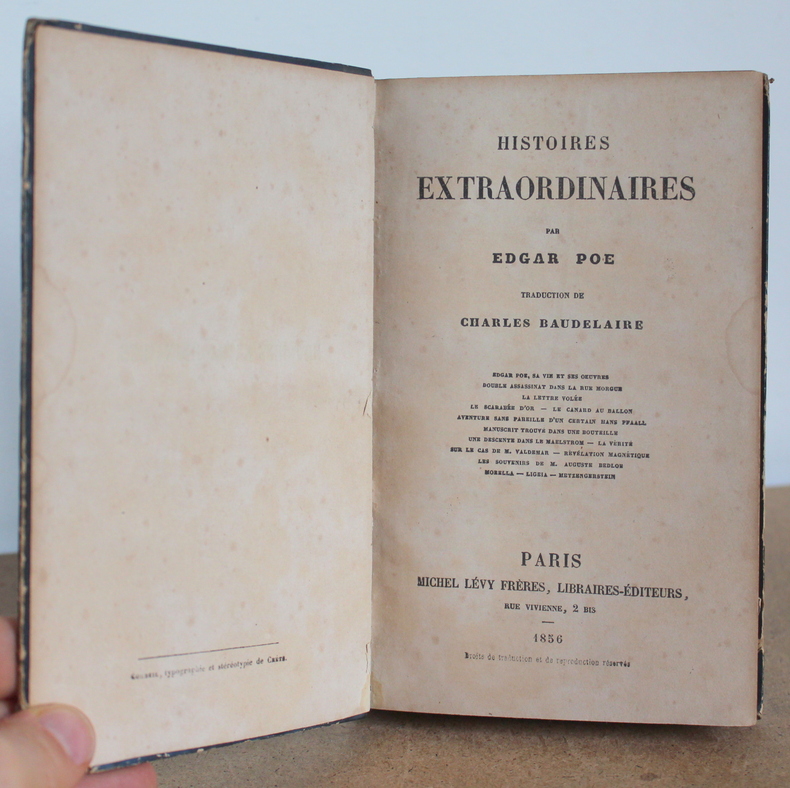 HISTOIRES
EXTRAORDINAIRES
PAR
EDGAR POE
TRADUCTION DE
CHARLES BAUDELAIRE
EDGAR POE, SA VIE ET SES OEUVRES
DOUBLE ASSASSINAT DANS LA RUE MORGUE
LA LETTRE VOLÉE
LE SCARABÉE D'OR — LE CANARD AU BALLON
AVENTURE SANS PAREILLE D'UN CERTAIN HANS PFAALL
MANUSCRIT TROUVÉ DANS UNE BOUTEILLE
UNE DESCENTE DANS LE MAELSTROM — LA VÉRITÉ
SUR LE CAS DE M. VALDEMAR — RÉVÉLATION MAGNÉTIQUE
LES SOUVENIRS DE M. AUGUSTE BEDLOE
MORELLA — LIGEIA — METZENGERSTEIN
PARIS
MICHEL LÉVY FRÈRES, LIBRAIRES-ÉDITEURS,
RUE VIVIENNE, 2 BIS
1856
Droits de traduction et de reproduction réservés
typographie et stéréotypie de CRÉTÉ.